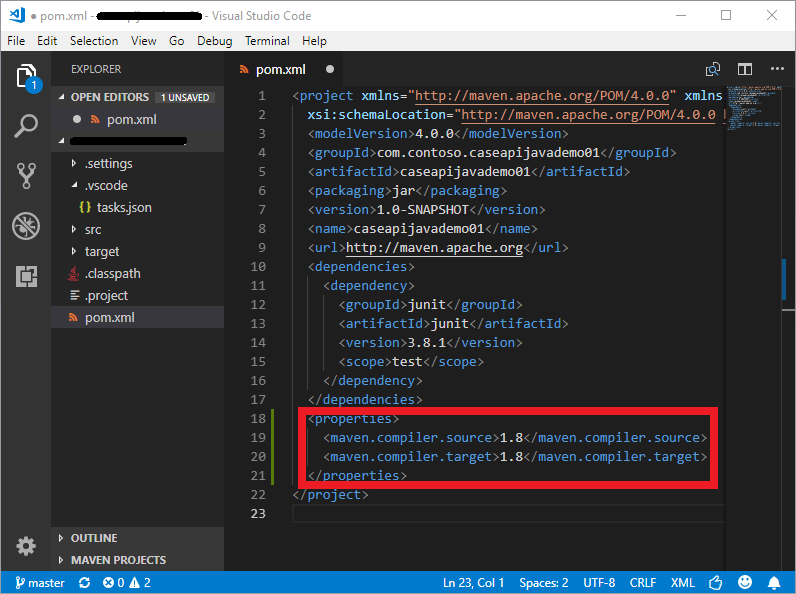 pom.xml - - Visual Studio Code
File Edit Selection View Go Debug Terminal Help
EXPLORER
OPEN EDITORS 1 UNSAVED
pom.xml
.settings
.vscode
{} tasks.json
src
target
.classpath
.project
pom.xml
OUTLINE
MAVEN PROJECTS
1
pom.xml
1 <project xmlns="http://maven.apache.org/POM/4.0.0" xmlns
2 xsi:schemaLocation="http://maven.apache.org/POM/4.0.0
3 <modelVersion>4.0.0</modelVersion>
4 <groupId>com.contoso.caseapijavademo01</groupId>
5 <artifactId>caseapijavademo01</artifactId>
6 <packaging>jar</packaging>
7 <version>1.0-SNAPSHOT</version>
8 <name>caseapijavademo01</name>
9 <url>http://maven.apache.org</url>
10 <dependencies>
11 <dependency>
12 <groupId>junit</groupId>
13 <artifactId>junit</artifactId>
14 <version>3.8.1</version>
15 <scope>test</scope>
16 </dependency>
17 </dependencies>
18 <properties>
19 <maven.compiler.source>1.8</maven.compiler.source>
20 <maven.compiler.target>1.8</maven.compiler.target>
21 </properties>
22 </project>
23
master 0 2 Ln 23, Col 1 Spaces: 2 UTF-8 CRLF XML